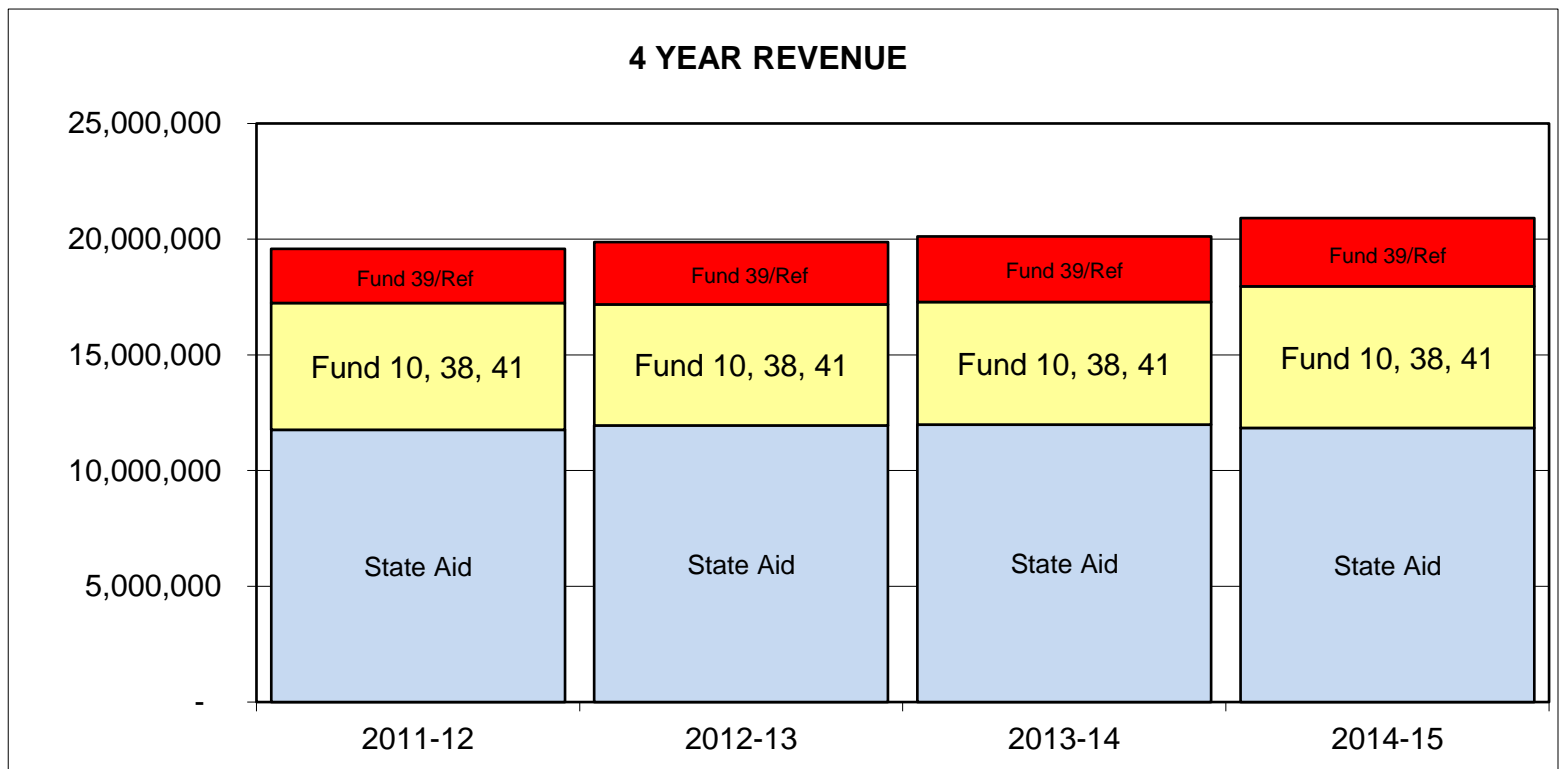 4 YEAR REVENUE
25,000,000
20,000,000
15,000,000
10,000,000
5,000,000
-
Fund 39/Ref
Fund 39/Ref
Fund 39/Ref
Fund 39/Ref
Fund 10, 38, 41
Fund 10, 38, 41
Fund 10, 38, 41
Fund 10, 38, 41
State Aid
State Aid
State Aid
State Aid
2011-12
2012-13
2013-14
2014-15